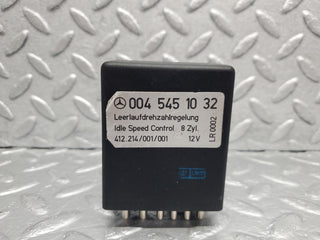 004 545 10 32
Leerlaufdrehzahlregelung
Idle Speed Control 8 Zyl.
412.214/001/001 12V
LR 0002